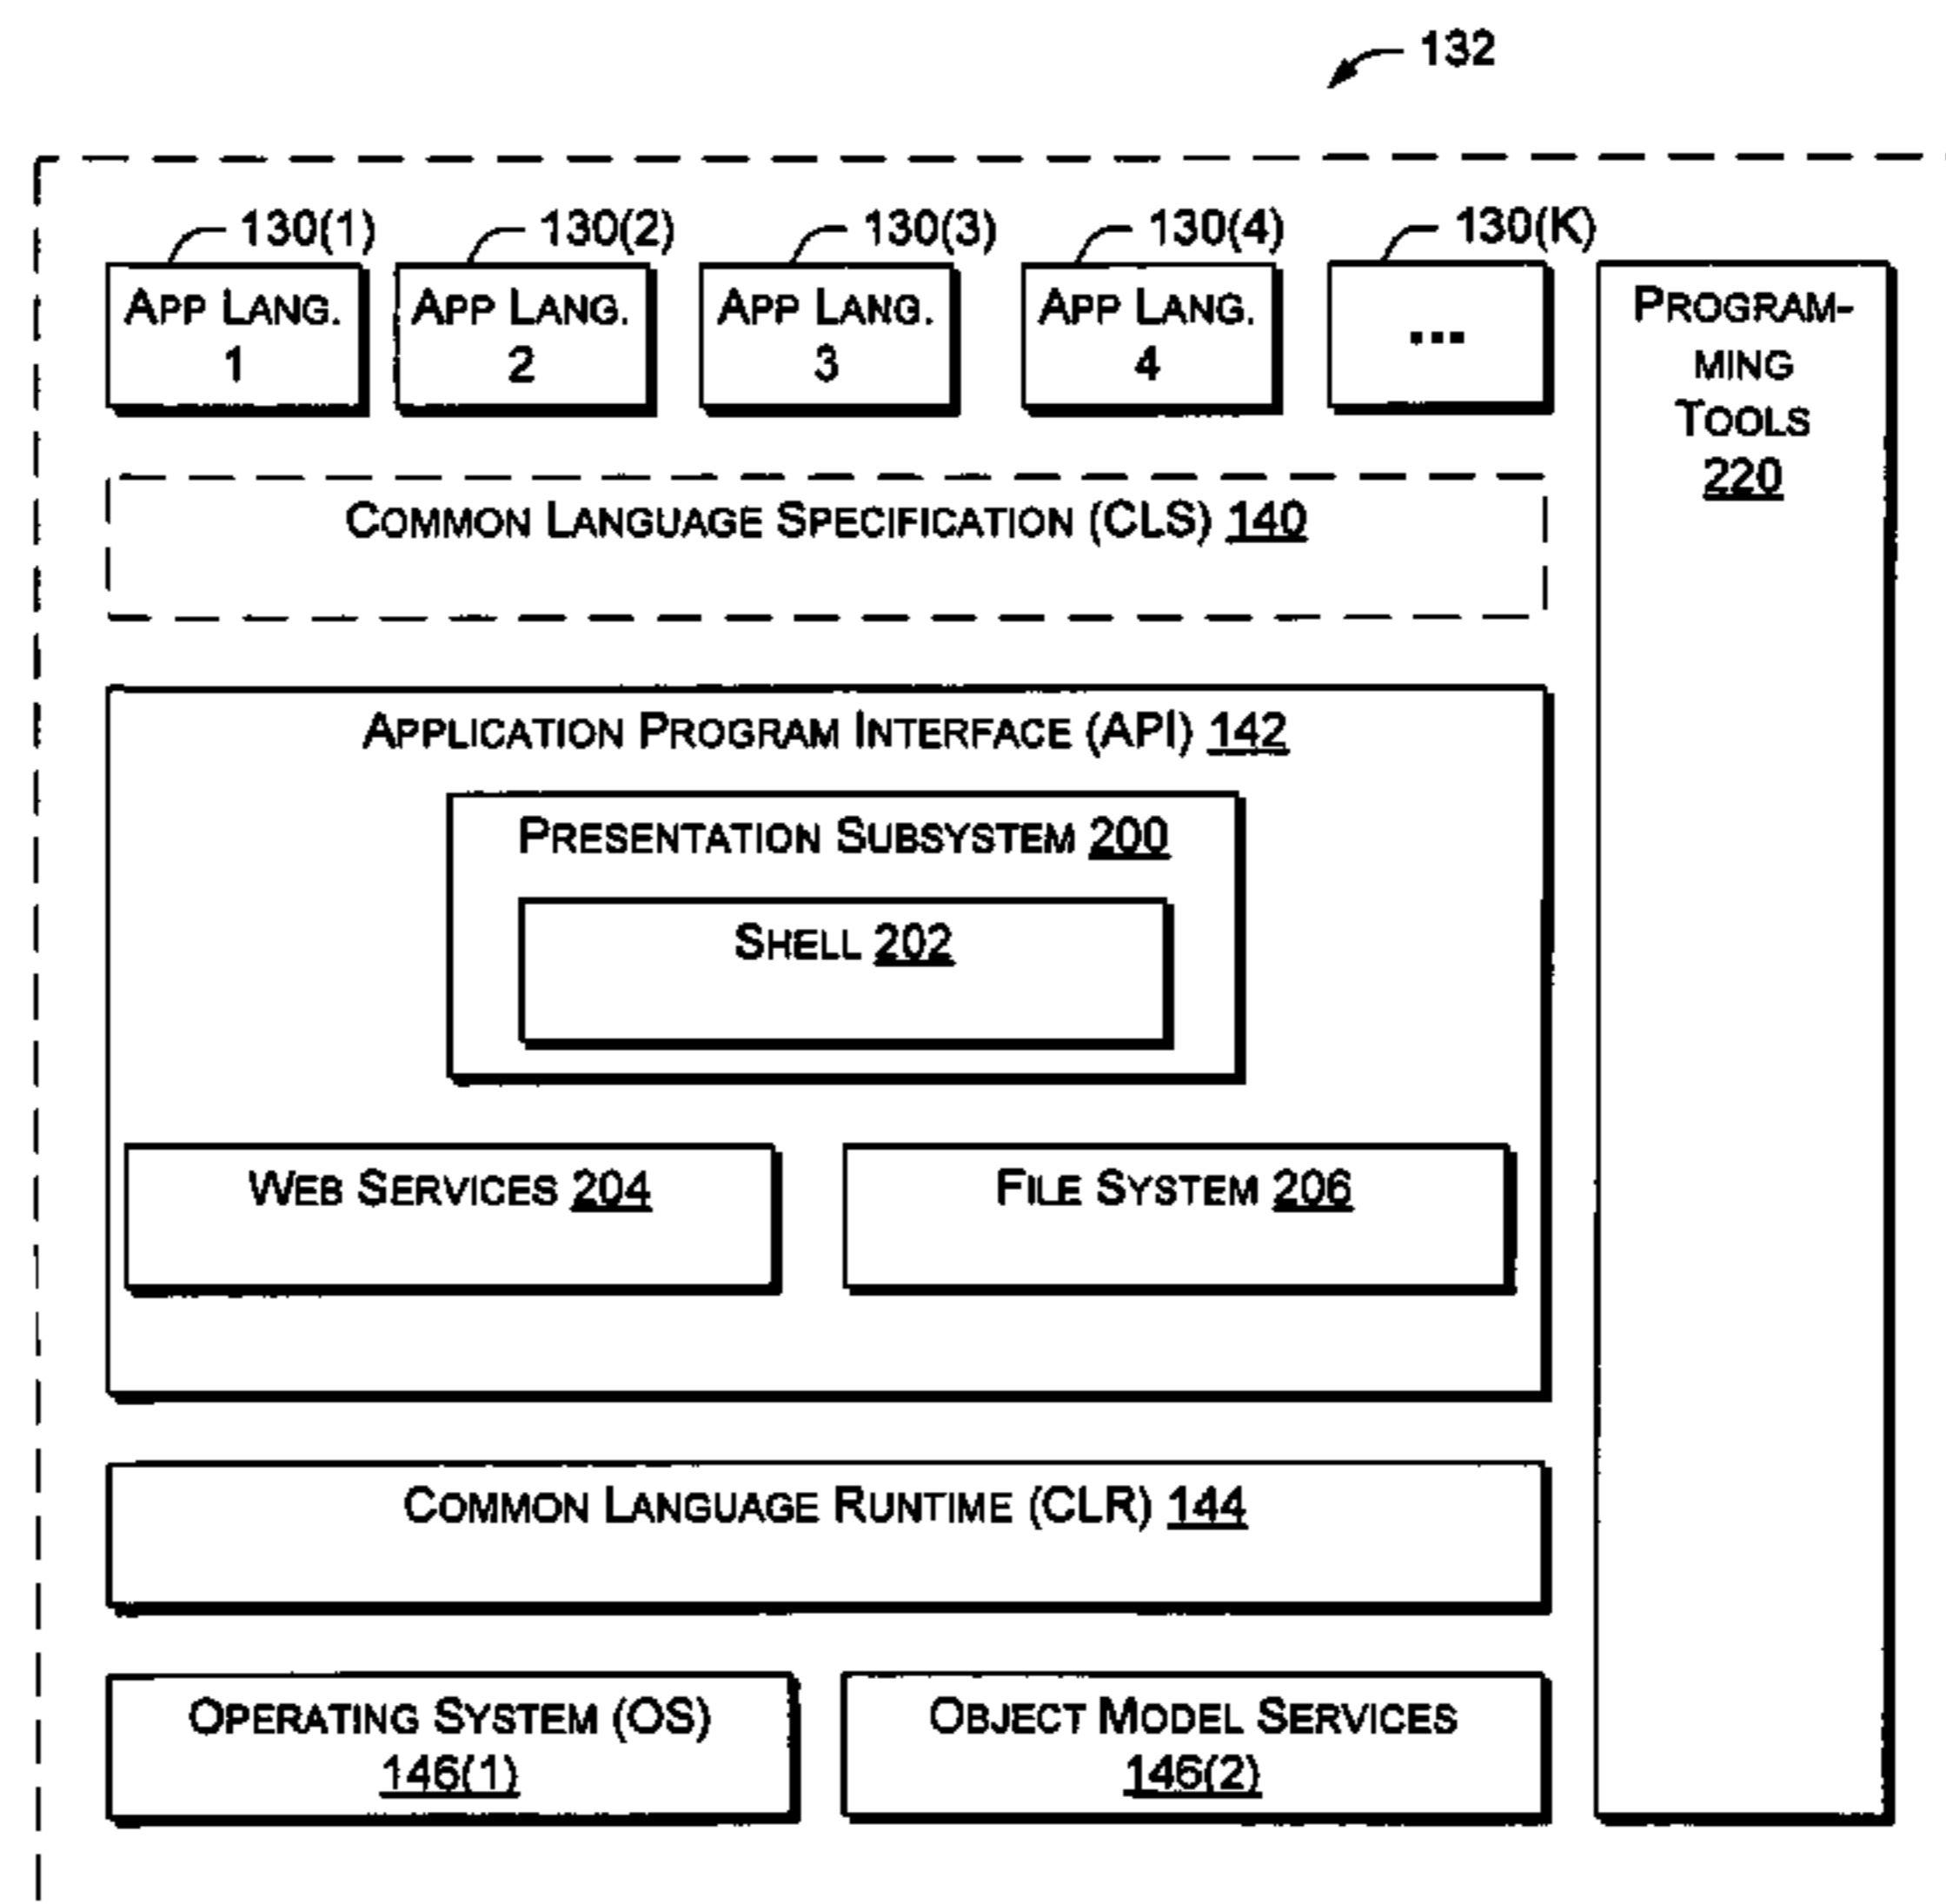 132
130(1) 130(2) 130(3) 130(4) 130(K)
APP LANG.
1
APP LANG.
2
APP LANG.
3
APP LANG.
4
...
PROGRAM-
MING
TOOLS
220
COMMON LANGUAGE SPECIFICATION (CLS) 140
APPLICATION PROGRAM INTERFACE (API) 142
PRESENTATION SUBSYSTEM 200
SHELL 202
WEB SERVICES 204
FILE SYSTEM 206
COMMON LANGUAGE RUNTIME (CLR) 144
OPERATING SYSTEM (OS)
146(1)
OBJECT MODEL SERVICES
146(2)